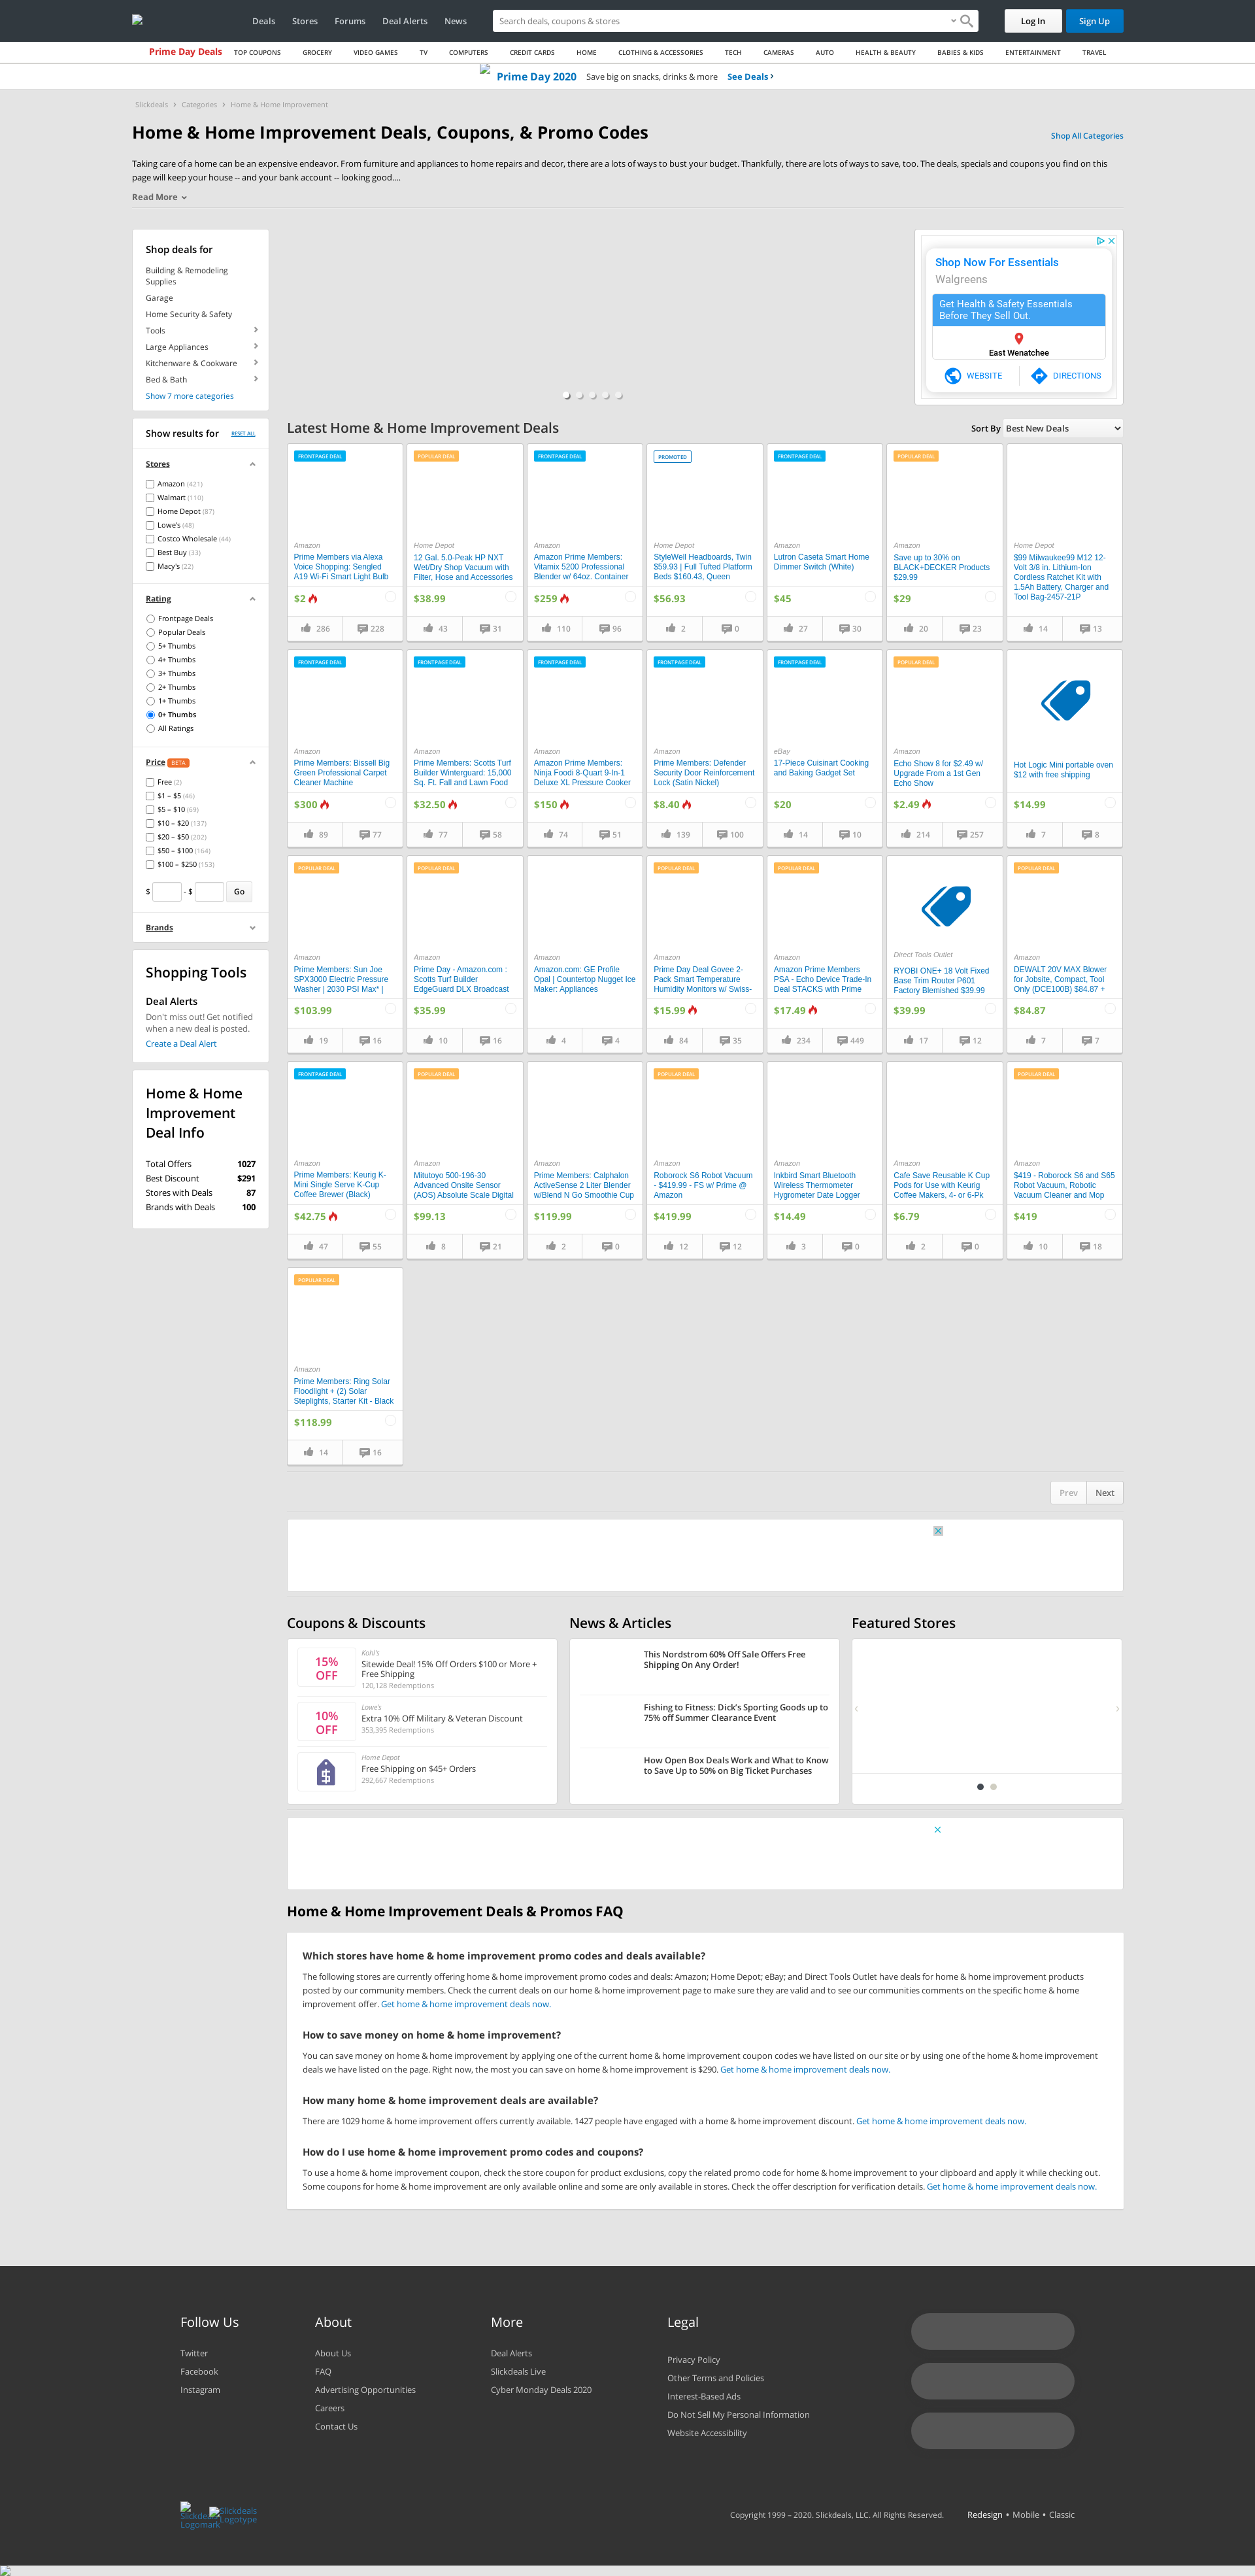 Deals Stores Forums Deal Alerts News
Search deals, coupons & stores
Log In Sign Up
Prime Day Deals TOP COUPONS GROCERY VIDEO GAMES TV COMPUTERS CREDIT CARDS HOME CLOTHING & ACCESSORIES TECH CAMERAS AUTO HEALTH & BEAUTY BABIES & KIDS ENTERTAINMENT TRAVEL
Prime Day 2020 Save big on snacks, drinks & more See Deals
Slickdeals Categories Home & Home Improvement
Home & Home Improvement Deals, Coupons, & Promo Codes
Shop All Categories
Taking care of a home can be an expensive endeavor. From furniture and appliances to home repairs and decor, there are a lots of ways to bust your budget. Thankfully, there are lots of ways to save, too. The deals, specials and coupons you find on this
page will keep your house -- and your bank account -- looking good....
Read More
Shop deals for
Building & Remodeling
Supplies
Garage
Home Security & Safety
Tools
Large Appliances
Kitchenware & Cookware
Bed & Bath
Show 7 more categories
Shop Now For Essentials
Walgreens
Get Health & Safety Essentials
Before They Sell Out.
East Wenatchee
WEBSITE DIRECTIONS
Show results for RESET ALL
Stores
Amazon (421)
Walmart (110)
Home Depot (87)
Lowe's (48)
Costco Wholesale (44)
Best Buy (33)
Macy's (22)
Rating
Frontpage Deals
Popular Deals
5+ Thumbs
4+ Thumbs
3+ Thumbs
2+ Thumbs
1+ Thumbs
0+ Thumbs
All Ratings
Price BETA
Free (2)
$1 – $5 (46)
$5 – $10 (69)
$10 – $20 (137)
$20 – $50 (202)
$50 – $100 (164)
$100 – $250 (153)
$ - $ Go
Brands
Shopping Tools
Deal Alerts
Don't miss out! Get notified
when a new deal is posted.
Create a Deal Alert
Home & Home
Improvement
Deal Info
Total Offers 1027
Best Discount $291
Stores with Deals 87
Brands with Deals 100
Latest Home & Home Improvement Deals
Sort By Best New Deals
FRONTPAGE DEAL
Amazon
Prime Members via Alexa
Voice Shopping: Sengled
A19 Wi-Fi Smart Light Bulb
$2
286 228
POPULAR DEAL
Home Depot
12 Gal. 5.0-Peak HP NXT
Wet/Dry Shop Vacuum with
Filter, Hose and Accessories
$38.99
43 31
FRONTPAGE DEAL
Amazon
Amazon Prime Members:
Vitamix 5200 Professional
Blender w/ 64oz. Container
$259
110 96
PROMOTED
Home Depot
StyleWell Headboards, Twin
$59.93 | Full Tufted Platform
Beds $160.43, Queen
$56.93
2 0
FRONTPAGE DEAL
Amazon
Lutron Caseta Smart Home
Dimmer Switch (White)
$45
27 30
POPULAR DEAL
Amazon
Save up to 30% on
BLACK+DECKER Products
$29.99
$29
20 23
Home Depot
$99 Milwaukee99 M12 12-
Volt 3/8 in. Lithium-Ion
Cordless Ratchet Kit with
1.5Ah Battery, Charger and
Tool Bag-2457-21P
14 13
FRONTPAGE DEAL
Amazon
Prime Members: Bissell Big
Green Professional Carpet
Cleaner Machine
$300
89 77
FRONTPAGE DEAL
Amazon
Prime Members: Scotts Turf
Builder Winterguard: 15,000
Sq. Ft. Fall and Lawn Food
$32.50
77 58
FRONTPAGE DEAL
Amazon
Amazon Prime Members:
Ninja Foodi 8-Quart 9-In-1
Deluxe XL Pressure Cooker
$150
74 51
FRONTPAGE DEAL
Amazon
Prime Members: Defender
Security Door Reinforcement
Lock (Satin Nickel)
$8.40
139 100
FRONTPAGE DEAL
eBay
17-Piece Cuisinart Cooking
and Baking Gadget Set
$20
14 10
POPULAR DEAL
Amazon
Echo Show 8 for $2.49 w/
Upgrade From a 1st Gen
Echo Show
$2.49
214 257
Hot Logic Mini portable oven
$12 with free shipping
$14.99
7 8
POPULAR DEAL
Amazon
Prime Members: Sun Joe
SPX3000 Electric Pressure
Washer | 2030 PSI Max* |
$103.99
19 16
POPULAR DEAL
Amazon
Prime Day - Amazon.com :
Scotts Turf Builder
EdgeGuard DLX Broadcast
$35.99
10 16
Amazon
Amazon.com: GE Profile
Opal | Countertop Nugget Ice
Maker: Appliances
4 4
POPULAR DEAL
Amazon
Prime Day Deal Govee 2-
Pack Smart Temperature
Humidity Monitors w/ Swiss-
$15.99
84 35
POPULAR DEAL
Amazon
Amazon Prime Members
PSA - Echo Device Trade-In
Deal STACKS with Prime
$17.49
234 449
Direct Tools Outlet
RYOBI ONE+ 18 Volt Fixed
Base Trim Router P601
Factory Blemished $39.99
$39.99
17 12
POPULAR DEAL
Amazon
DEWALT 20V MAX Blower
for Jobsite, Compact, Tool
Only (DCE100B) $84.87 +
$84.87
7 7
FRONTPAGE DEAL
Amazon
Prime Members: Keurig K-
Mini Single Serve K-Cup
Coffee Brewer (Black)
$42.75
47 55
POPULAR DEAL
Amazon
Mitutoyo 500-196-30
Advanced Onsite Sensor
(AOS) Absolute Scale Digital
$99.13
8 21
Amazon
Prime Members: Calphalon
ActiveSense 2 Liter Blender
w/Blend N Go Smoothie Cup
$119.99
2 0
POPULAR DEAL
Amazon
Roborock S6 Robot Vacuum
- $419.99 - FS w/ Prime @
Amazon
$419.99
12 12
Amazon
Inkbird Smart Bluetooth
Wireless Thermometer
Hygrometer Date Logger
$14.49
3 0
Amazon
Cafe Save Reusable K Cup
Pods for Use with Keurig
Coffee Makers, 4- or 6-Pk
$6.79
2 0
POPULAR DEAL
Amazon
$419 - Roborock S6 and S65
Robot Vacuum, Robotic
Vacuum Cleaner and Mop
$419
10 18
POPULAR DEAL
Amazon
Prime Members: Ring Solar
Floodlight + (2) Solar
Steplights, Starter Kit - Black
$118.99
14 16
Prev Next
Coupons & Discounts
15%
OFF
Kohl's
Sitewide Deal! 15% Off Orders $100 or More +
Free Shipping
120,128 Redemptions
10%
OFF
Lowe's
Extra 10% Off Military & Veteran Discount
353,395 Redemptions
Home Depot
Free Shipping on $45+ Orders
292,667 Redemptions
News & Articles
This Nordstrom 60% Off Sale Offers Free
Shipping On Any Order!
Fishing to Fitness: Dick's Sporting Goods up to
75% off Summer Clearance Event
How Open Box Deals Work and What to Know
to Save Up to 50% on Big Ticket Purchases
Featured Stores
Home & Home Improvement Deals & Promos FAQ
Which stores have home & home improvement promo codes and deals available?
The following stores are currently offering home & home improvement promo codes and deals: Amazon; Home Depot; eBay; and Direct Tools Outlet have deals for home & home improvement products
posted by our community members. Check the current deals on our home & home improvement page to make sure they are valid and to see our communities comments on the specific home & home
improvement offer. Get home & home improvement deals now.
How to save money on home & home improvement?
You can save money on home & home improvement by applying one of the current home & home improvement coupon codes we have listed on our site or by using one of the home & home improvement
deals we have listed on the page. Right now, the most you can save on home & home improvement is $290. Get home & home improvement deals now.
How many home & home improvement deals are available?
There are 1029 home & home improvement offers currently available. 1427 people have engaged with a home & home improvement discount. Get home & home improvement deals now.
How do I use home & home improvement promo codes and coupons?
To use a home & home improvement coupon, check the store coupon for product exclusions, copy the related promo code for home & home improvement to your clipboard and apply it while checking out.
Some coupons for home & home improvement are only available online and some are only available in stores. Check the offer description for verification details. Get home & home improvement deals now.
Follow Us
Twitter
Facebook
Instagram
About
About Us
FAQ
Advertising Opportunities
Careers
Contact Us
More
Deal Alerts
Slickdeals Live
Cyber Monday Deals 2020
Legal
Privacy Policy
Other Terms and Policies
Interest-Based Ads
Do Not Sell My Personal Information
Website Accessibility
Slickdeals
Logomark
Slickdeals
Logotype
Copyright 1999 – 2020. Slickdeals, LLC. All Rights Reserved. Redesign • Mobile • Classic